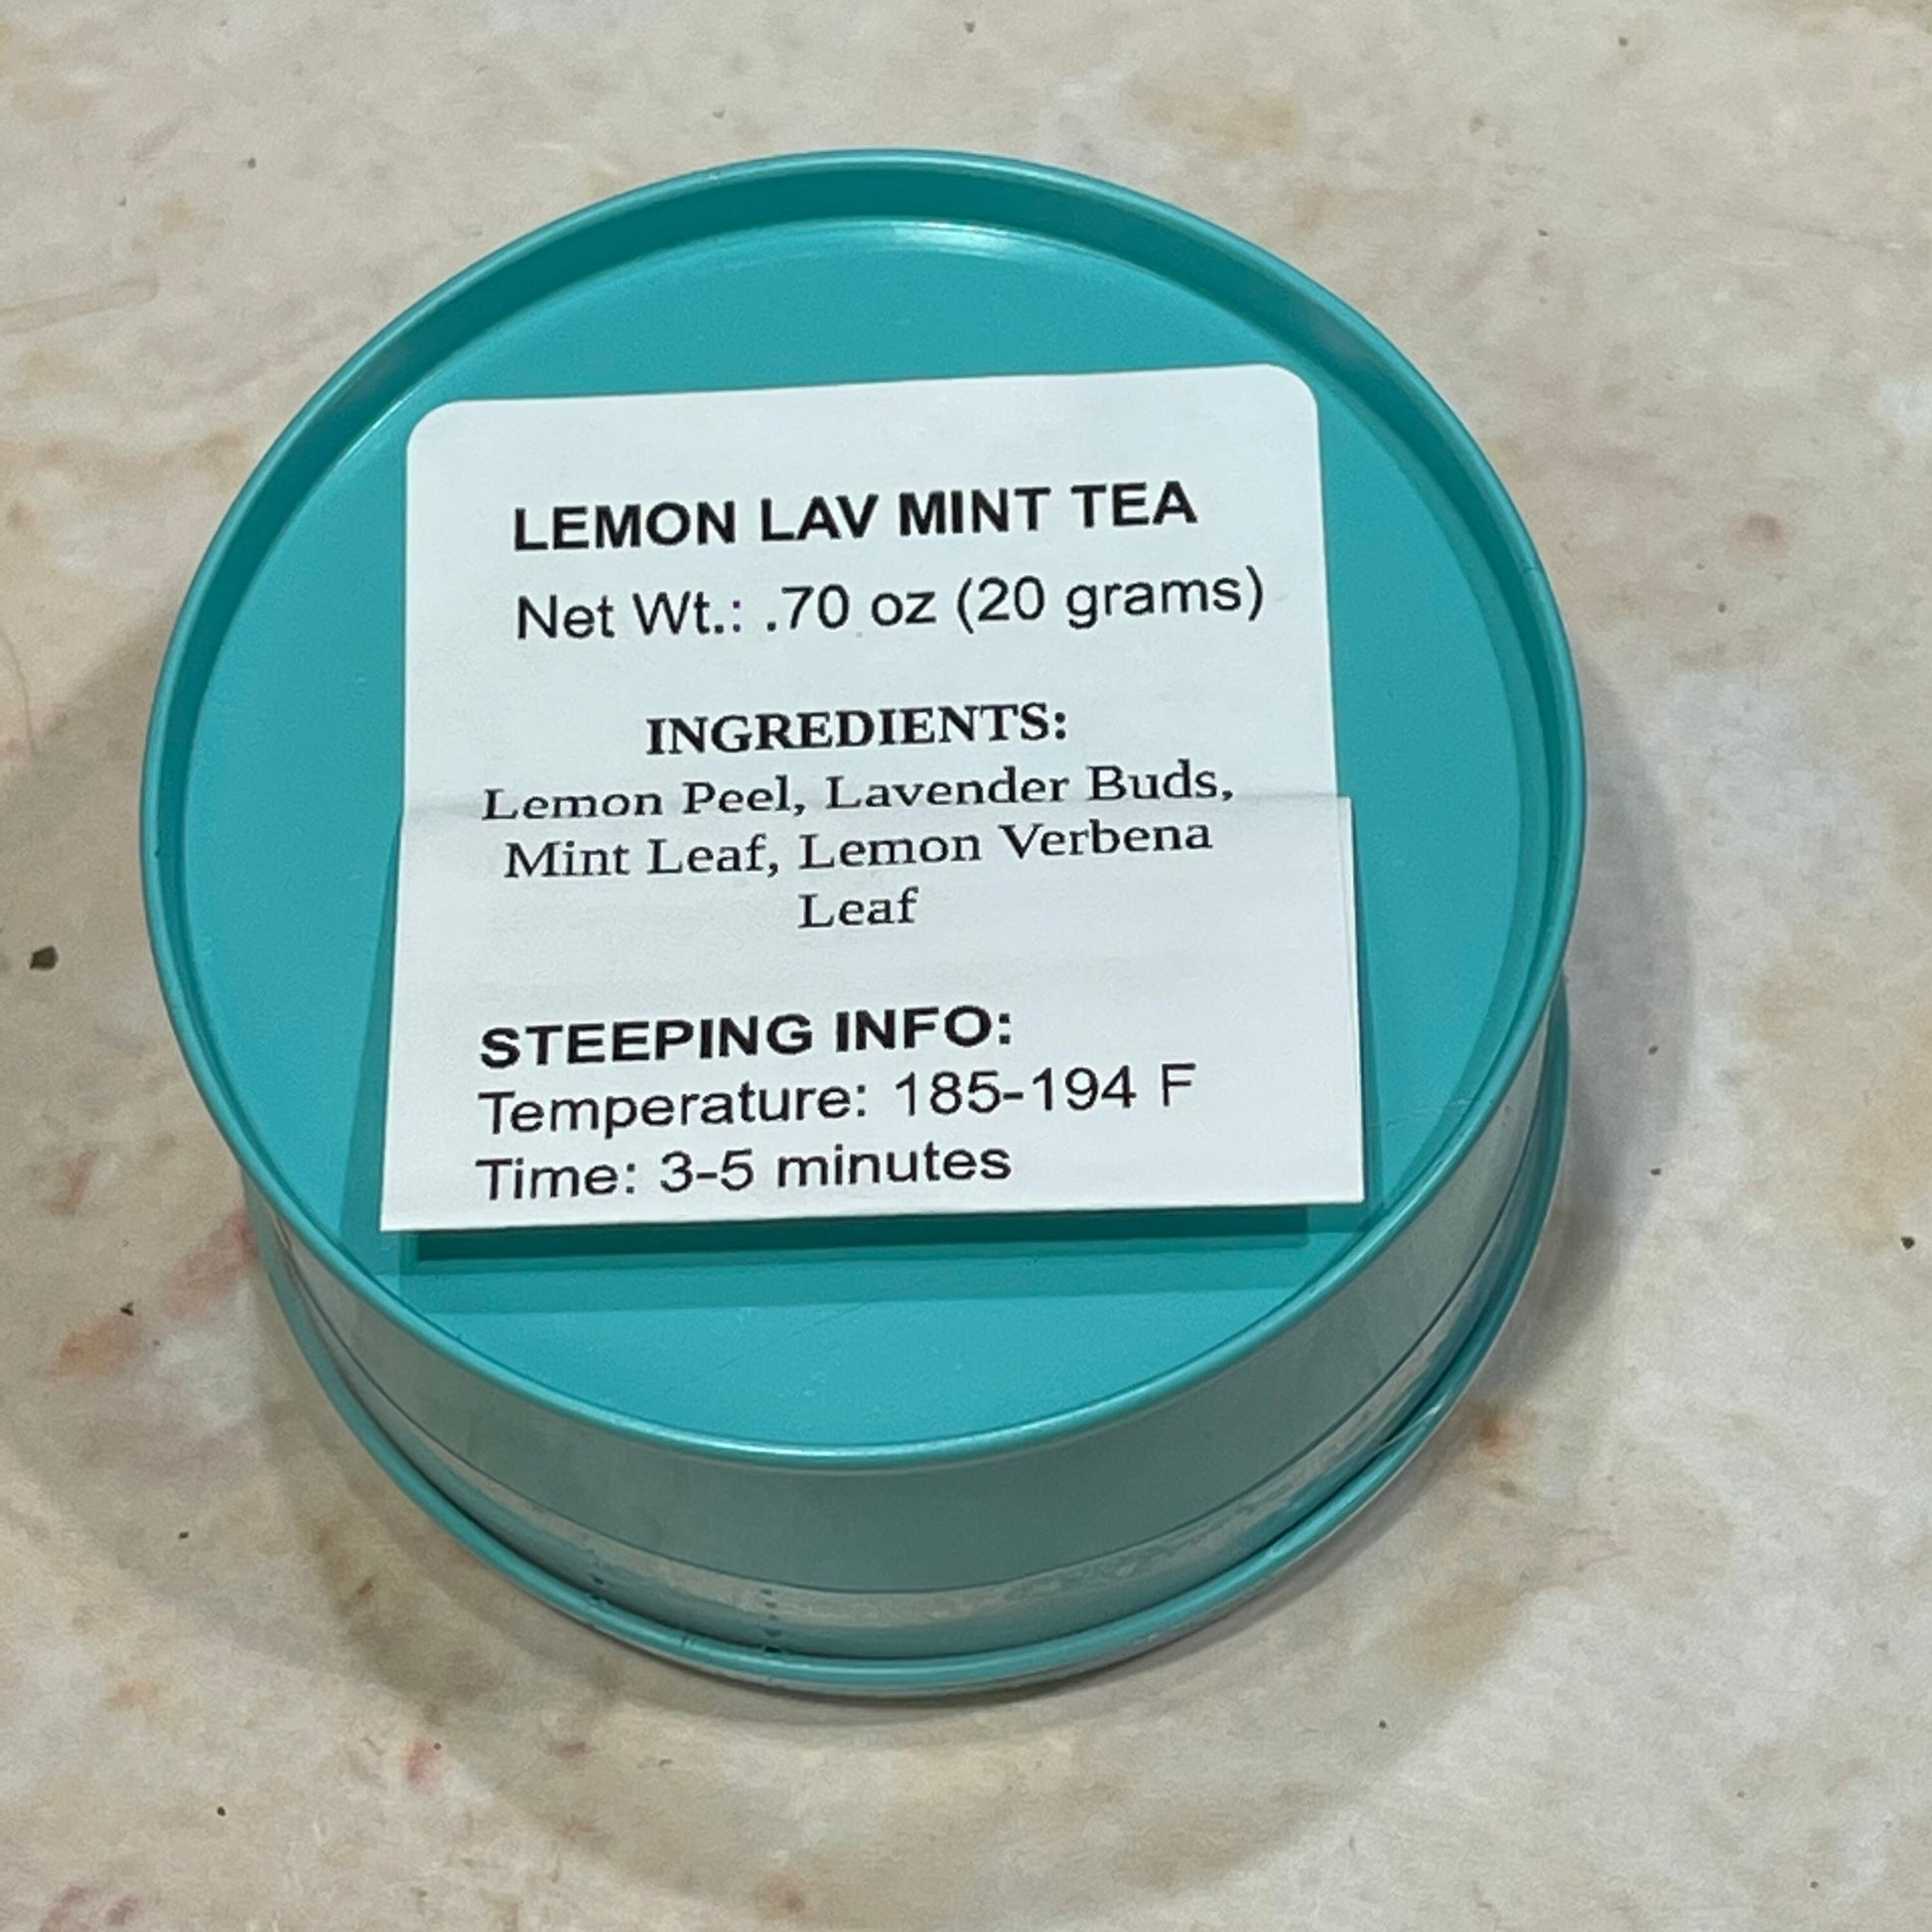 LEMON LAV MINT TEA
Net Wt.: .70 oz (20 grams)
INGREDIENTS:
Lemon Peel, Lavender Buds,
Mint Leaf, Lemon Verbena
Leaf
STEEPING INFO:
Temperature: 185-194 F
Time: 3-5 minutes